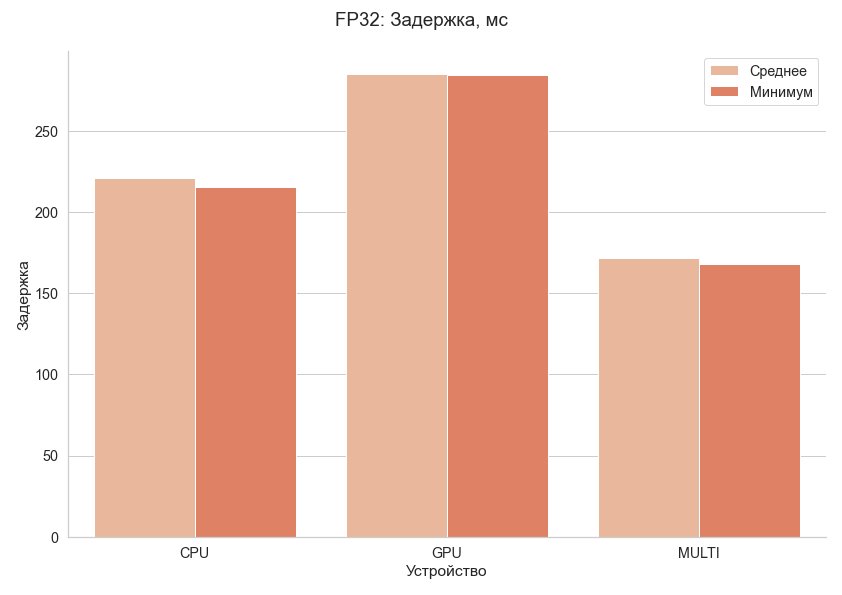 FP32: Задержка, мс
Среднее
Минимум
Задержка
250
200
150
100
50
0
CPU
GPU
MULTI
Устройство